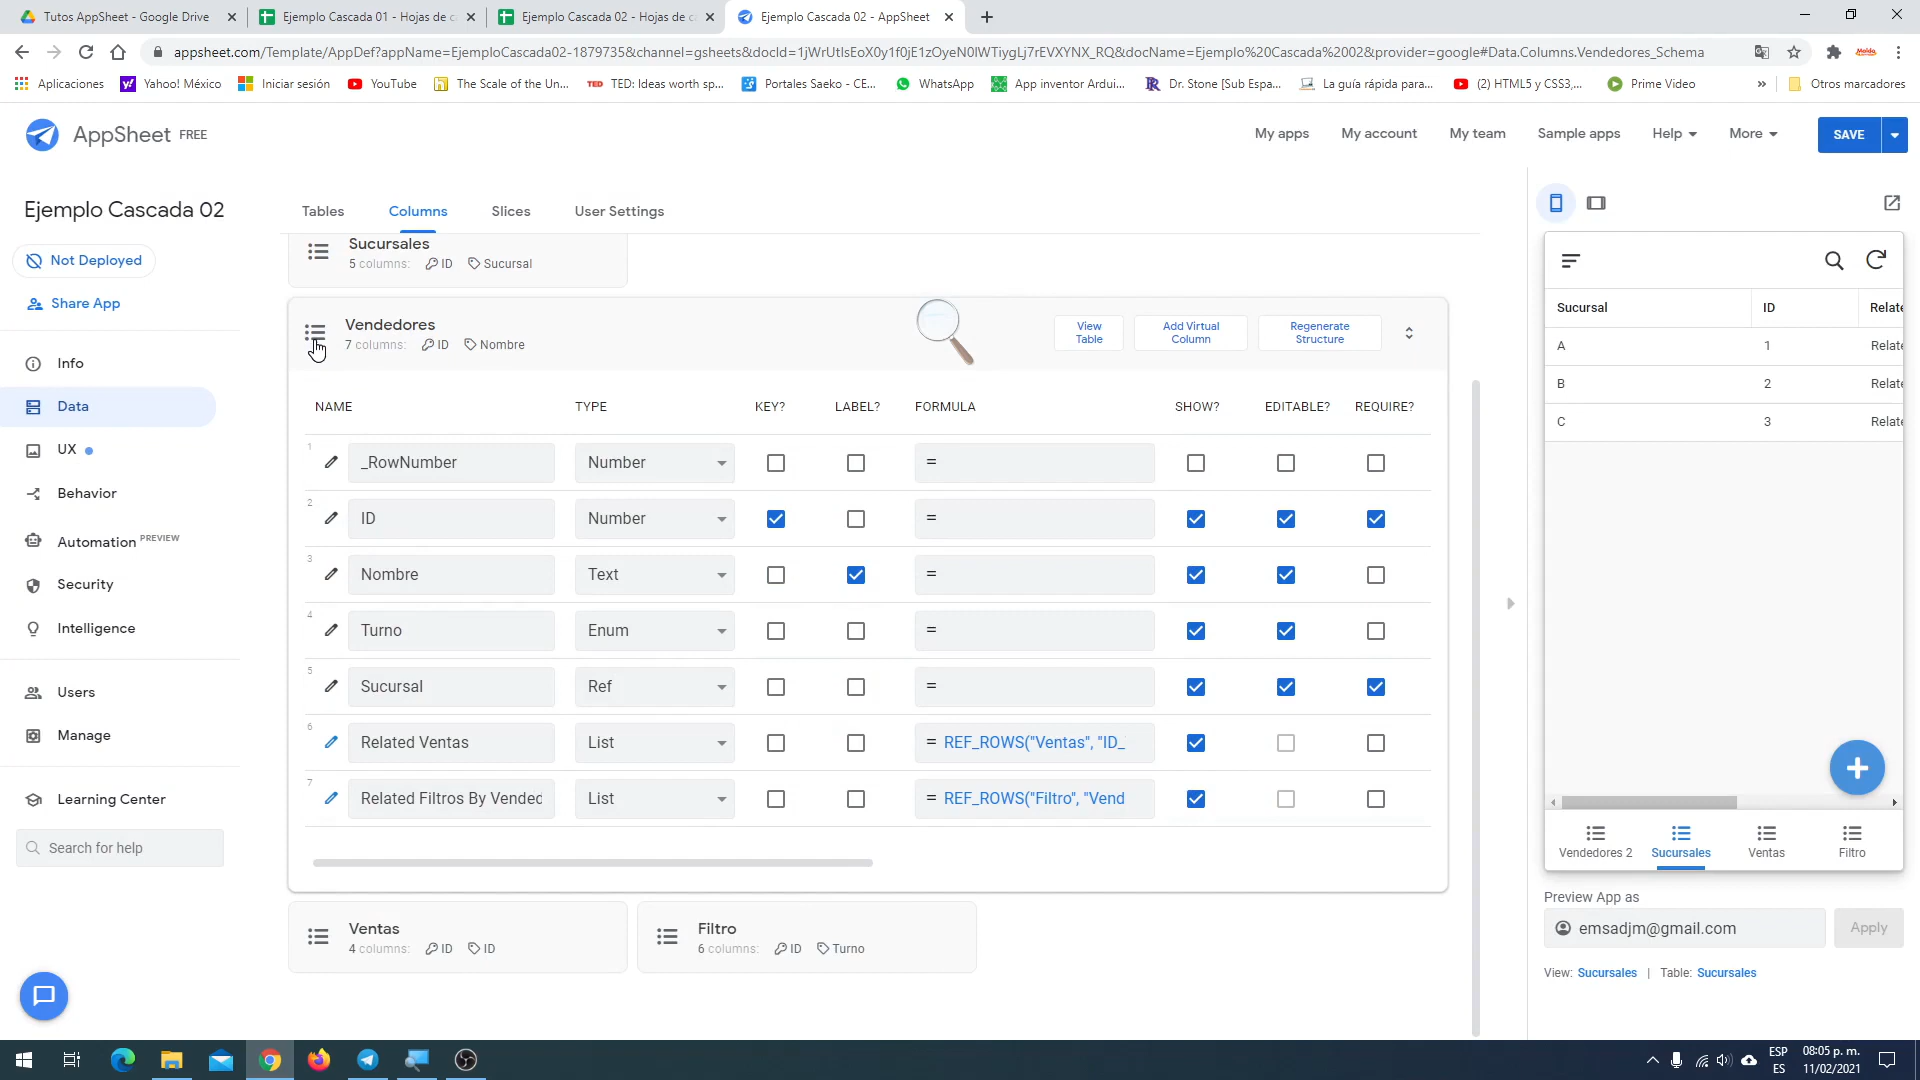 Tutos AppSheet - Google Drive
Ejemplo Cascada 01 - Hojas de c
Ejemplo Cascada 02 - Hojas de c
Ejemplo Cascada 02 - AppSheet
appsheet.com/Template/AppDef?appName=EjemploCascada02-1879735&channel=gsheets&docId=1jWrUtlsEoX0y1f0jE1zOyeN0lWTiygLj7rEVXYNX_RQ&docName=Ejemplo%20Cascada%2002&provider=google#Data.Columns.Vendedores_Schema
Aplicaciones
Yahoo! México
Iniciar sesión
YouTube
The Scale of the Un...
TED: Ideas worth sp...
Portales Saeko - CE...
WhatsApp
App inventor Ardui...
Dr. Stone [Sub Espa...
La guía rápida para...
(2) HTML5 y CSS3,...
Prime Video
»
Otros marcadores
AppSheet FREE
My apps
My account
My team
Sample apps
Help
More
SAVE
Ejemplo Cascada 02
Not Deployed
Share App
Info
Data
UX
Behavior
Automation PREVIEW
Security
Intelligence
Users
Manage
Learning Center
Search for help
Tables
Columns
Slices
User Settings
Sucursales
5 columns: ID Sucursal
Vendedores
7 columns: ID Nombre
View Table
Add Virtual Column
Regenerate Structure
NAME TYPE KEY? LABEL? FORMULA SHOW? EDITABLE? REQUIRE?
1 _RowNumber Number =
2 ID Number =
3 Nombre Text =
4 Turno Enum =
5 Sucursal Ref =
6 Related Ventas List = REF_ROWS("Ventas", "ID_
7 Related Filtros By Vended List = REF_ROWS("Filtro", "Vend
Ventas
4 columns: ID ID
Filtro
6 columns: ID Turno
Sucursal ID Relate
A 1 Relate
B 2 Relate
C 3 Relate
Vendedores 2
Sucursales
Ventas
Filtro
Preview App as
emsadjm@gmail.com
Apply
View: Sucursales | Table: Sucursales
ESP
ES
08:05 p. m.
11/02/2021